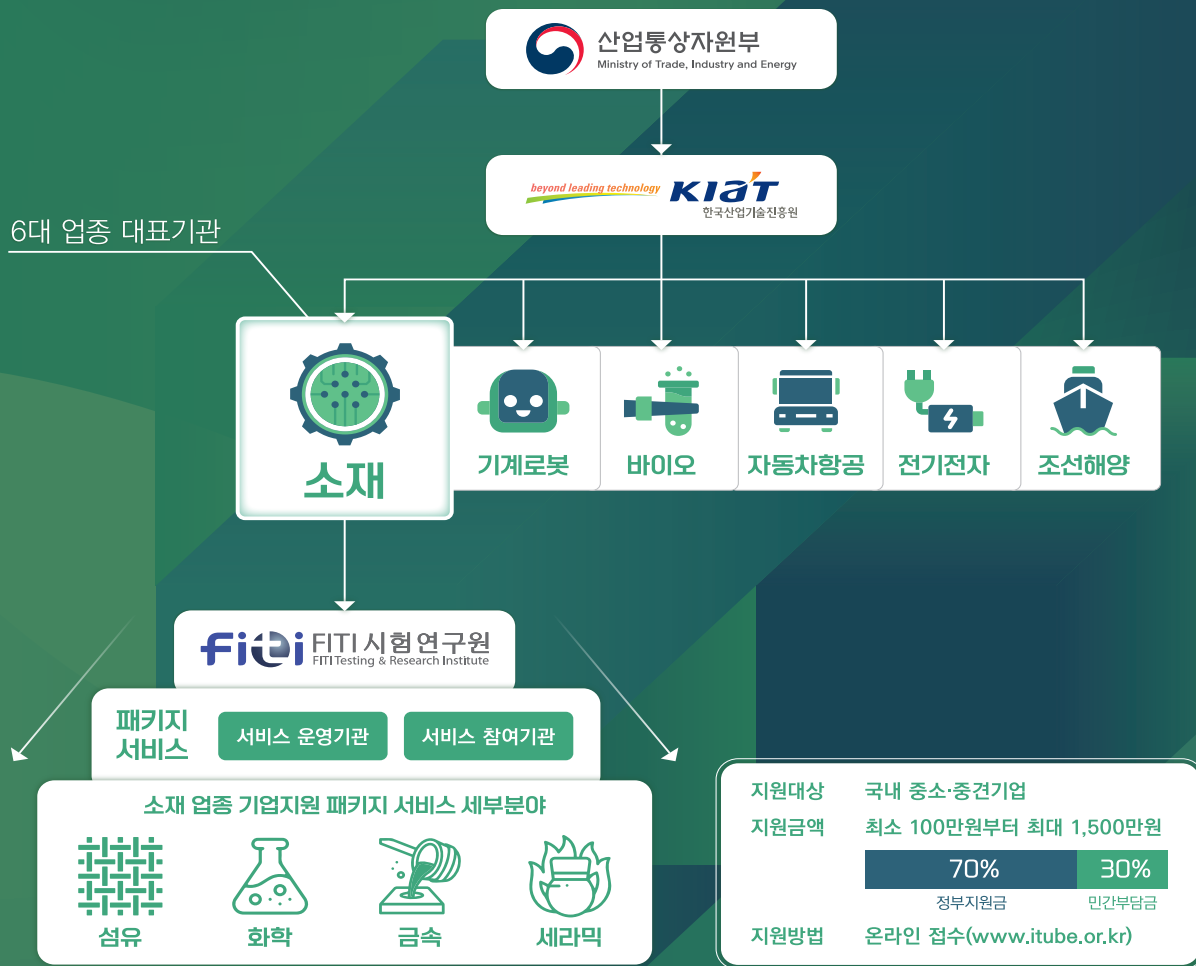 산업통상자원부
Ministry of Trade, Industry and Energy
beyond leading technology KIAT
한국산업기술진흥원
6대 업종 대표기관
소재
기계로봇
바이오
자동차항공
전기전자
조선해양
fiti FITI 시험연구원
FITI Testing & Research Institute
패키지
서비스
서비스 운영기관
서비스 참여기관
소재 업종 기업지원 패키지 서비스 세부분야
섬유
화학
금속
세라믹
지원대상 국내 중소·중견기업
지원금액 최소 100만원부터 최대 1,500만원
70% 30%
정부지원금 민간부담금
지원방법 온라인 접수(www.itube.or.kr)